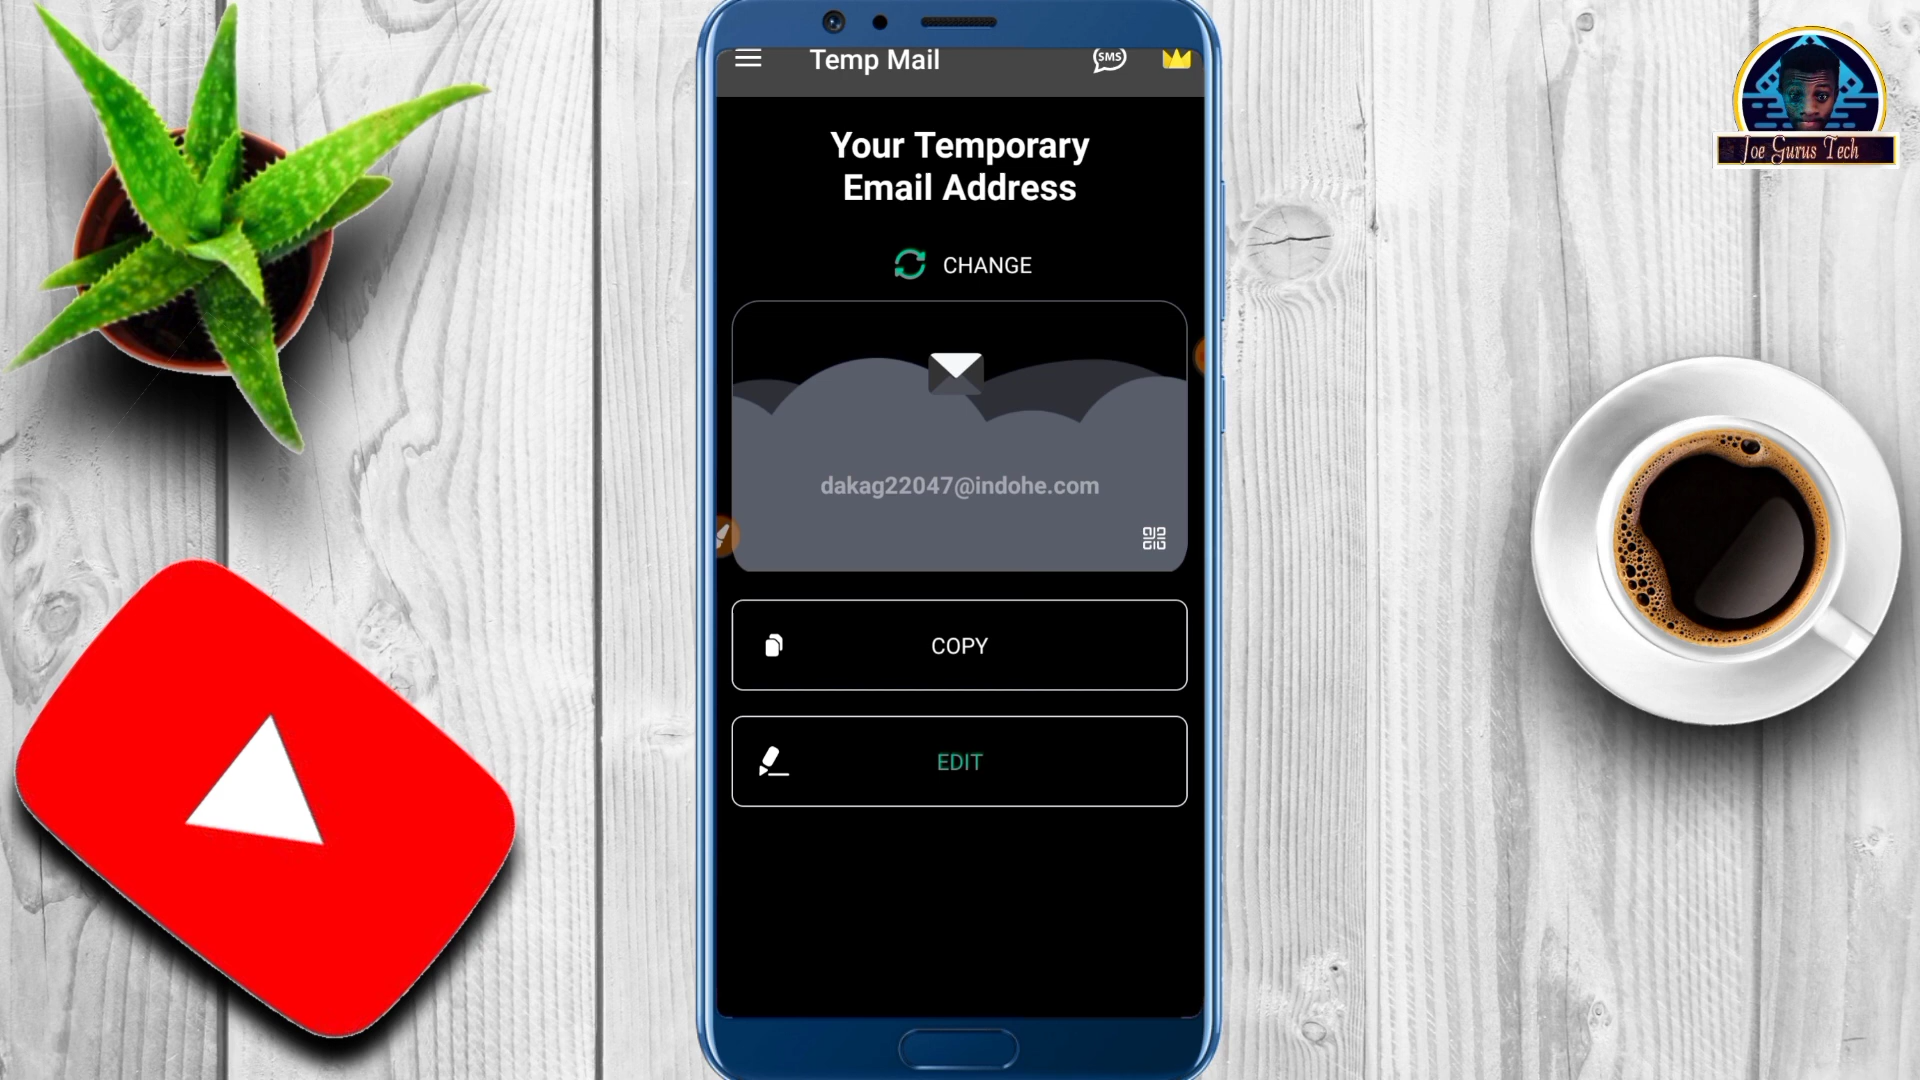 Temp Mail
SMS
Joe Gurus Tech
Your Temporary
Email Address
CHANGE
dakag22047@indohe.com
COPY
EDIT